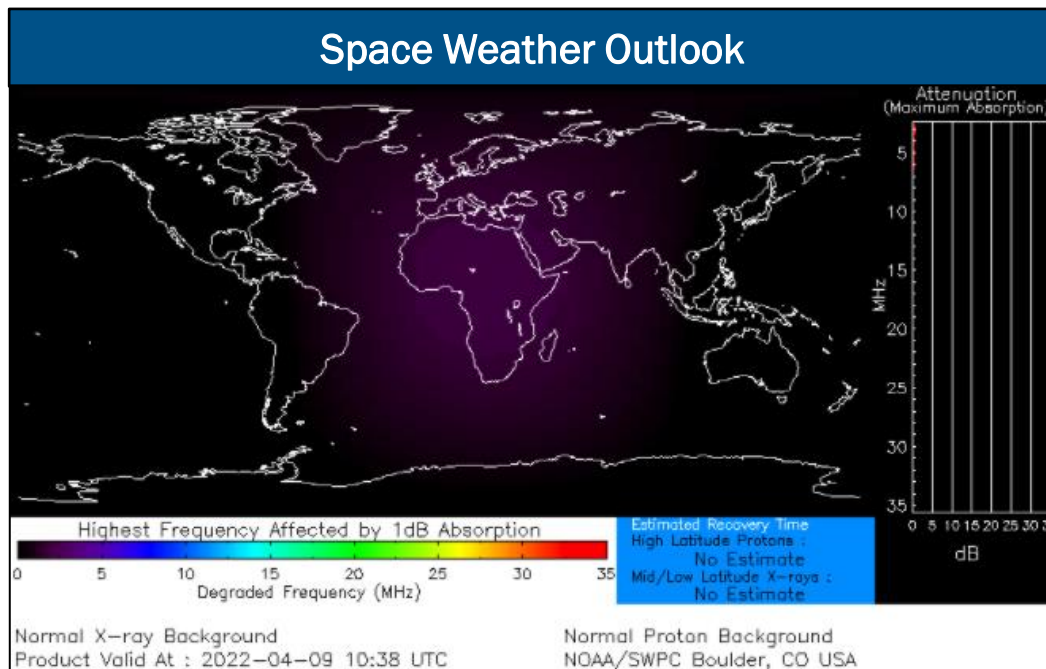 Space Weather Outlook
Attenuation
(Maximum Absorption)
5
10
15
20
25
30
35
MHz
0 5 10 15 20 25 30
dB
Highest Frequency Affected by 1dB Absorption
0 5 10 15 20 25 30 35
Degraded Frequency (MHz)
Estimated Recovery Time
High Latitude Protons :
No Estimate
Mid/Low Latitude X-rays :
No Estimate
Normal X-ray Background
Product Valid At : 2022-04-09 10:38 UTC
Normal Proton Background
NOAA/SWPC Boulder, CO USA